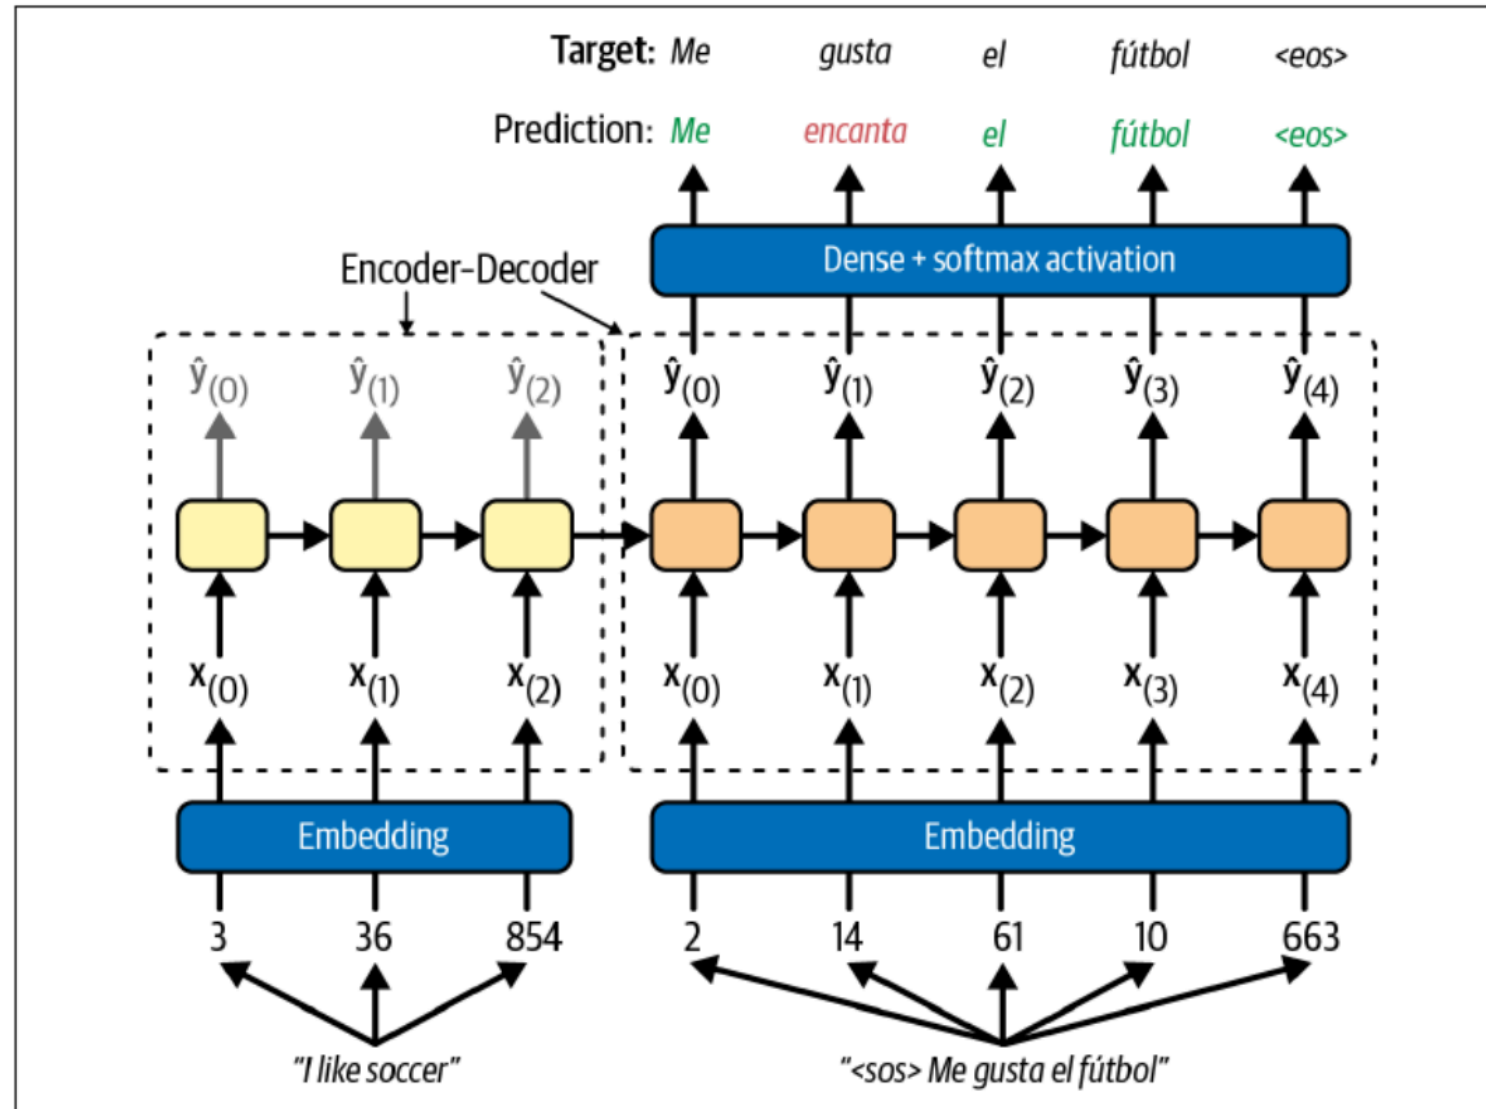 Target: Me gusta el fútbol <eos>
Prediction: Me encanta el fútbol <eos>
Dense + softmax activation
Encoder-Decoder
ŷ(0) ŷ(1) ŷ(2) ŷ(0) ŷ(1) ŷ(2) ŷ(3) ŷ(4)
x(0) x(1) x(2) x(0) x(1) x(2) x(3) x(4)
Embedding Embedding
3 36 854 2 14 61 10 663
"I like soccer" "<sos> Me gusta el fútbol"